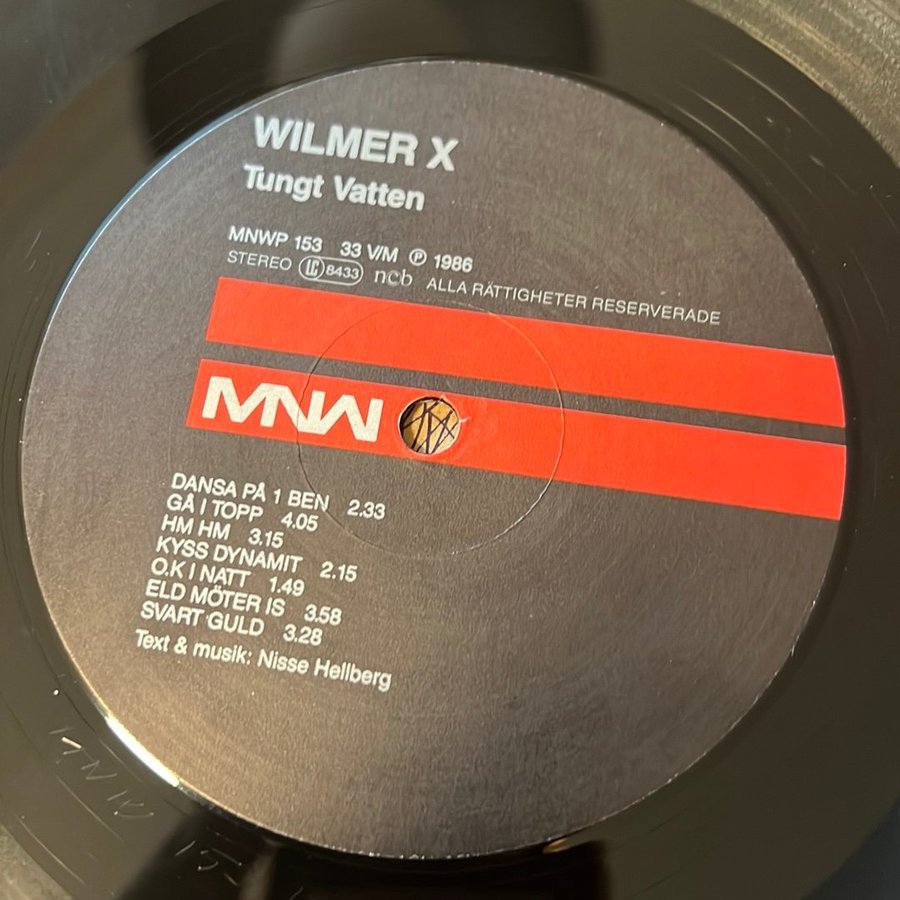 WILMER X
Tungt Vatten
MNWP 153 33 V/M Ⓟ 1986
STEREO LC 8433 ncb ALLA RÄTTIGHETER RESERVERADE
MNW
DANSA PÅ 1 BEN 2.33
GÅ I TOPP 4.05
HM HM 3.15
KYSS DYNAMIT 2.15
O.K I NATT 1.49
ELD MÖTER IS 3.58
SVART GULD 3.28
Text & musik: Nisse Hellberg
MNW